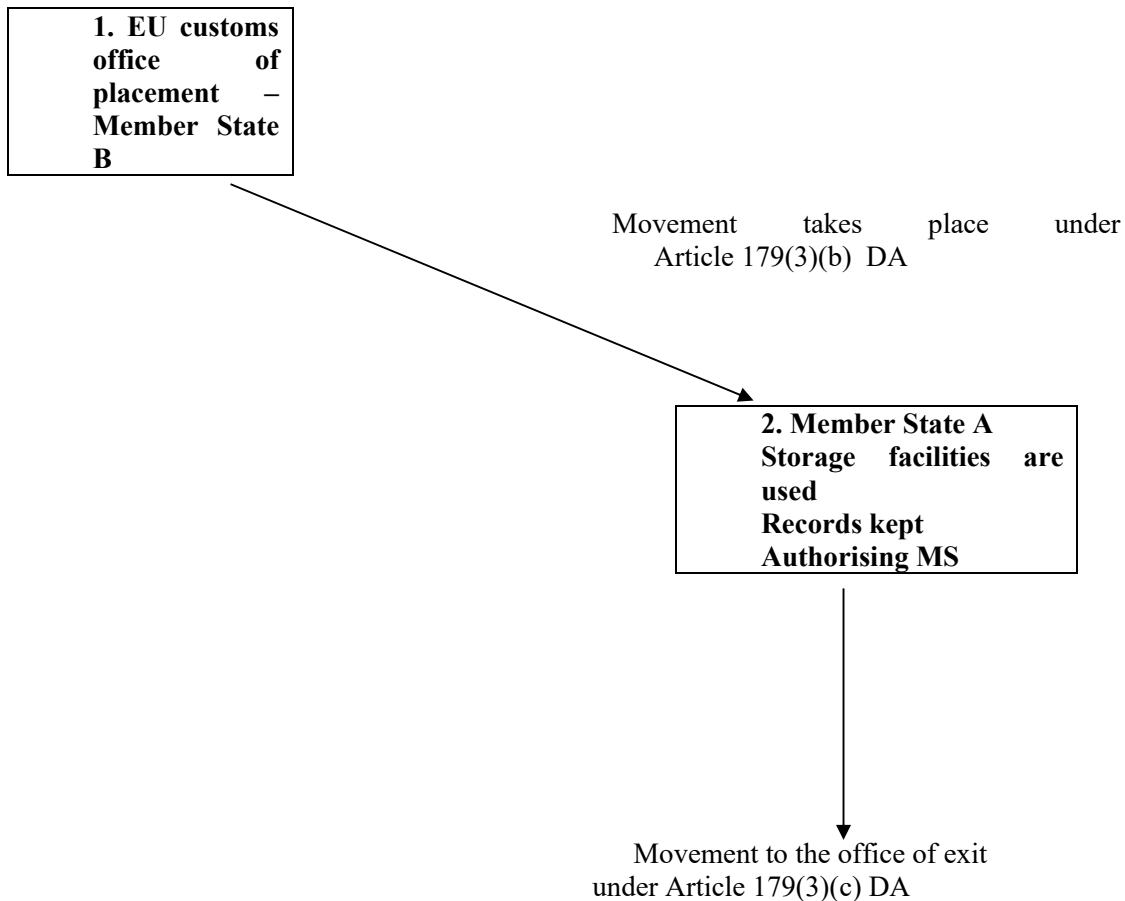 1. EU customs
office of
placement –
Member State
B
Movement takes place under
Article 179(3)(b) DA
2. Member State A
Storage facilities are
used
Records kept
Authorising MS
Movement to the office of exit
under Article 179(3)(c) DA